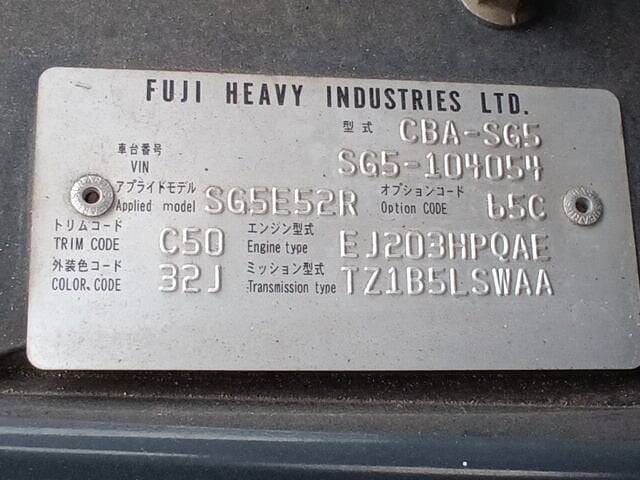 FUJI HEAVY INDUSTRIES LTD.
型式 CBA-SG5
車台番号 VIN SG5-104054
アプライドモデル Applied model SG5E52R オプションコード Option CODE 65C
トリムコード TRIM CODE C50 エンジン型式 Engine type EJ203HPQAE
外装色コード COLOR, CODE 32J ミッション型式 Transmission type TZ1B5LSWAA